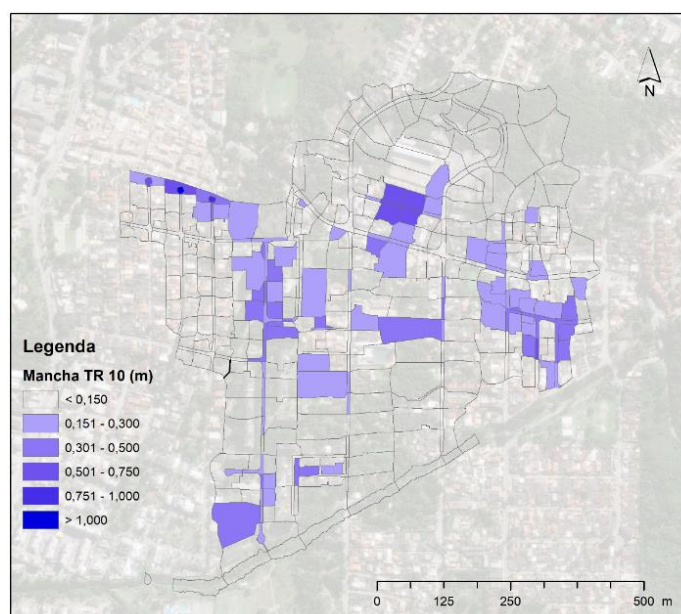 N
Legenda
Mancha TR 10 (m)
< 0,150
0,151 - 0,300
0,301 - 0,500
0,501 - 0,750
0,751 - 1,000
> 1,000
0 125 250 500 m